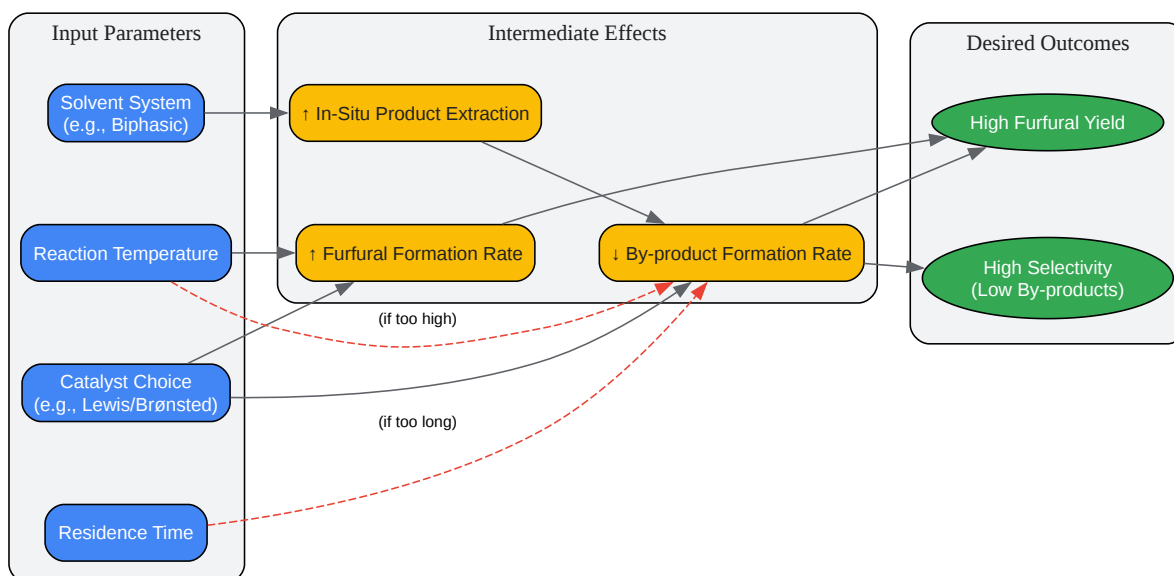 Input Parameters
Solvent System
(e.g., Biphasic)
Reaction Temperature
Catalyst Choice
(e.g., Lewis/Brønsted)
Residence Time
Intermediate Effects
↑ In-Situ Product Extraction
↑ Furfural Formation Rate
↓ By-product Formation Rate
(if too high)
(if too long)
Desired Outcomes
High Furfural Yield
High Selectivity
(Low By-products)